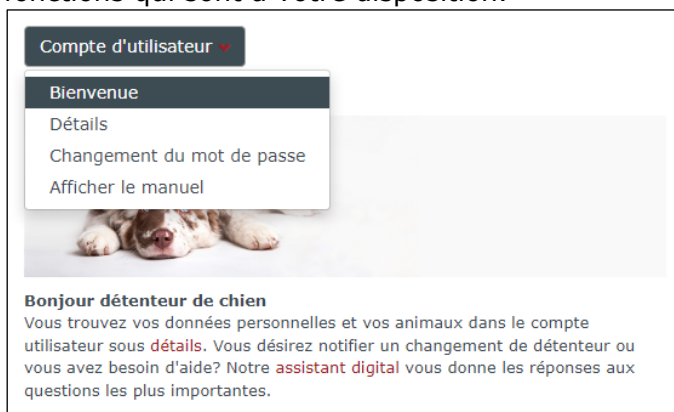 fonctions qui sont à votre disposition.
Compte d'utilisateur
Bienvenue
Détails
Changement du mot de passe
Afficher le manuel
Bonjour détenteur de chien
Vous trouvez vos données personnelles et vos animaux dans le compte
utilisateur sous détails. Vous désirez notifier un changement de détenteur ou
vous avez besoin d'aide? Notre assistant digital vous donne les réponses aux
questions les plus importantes.